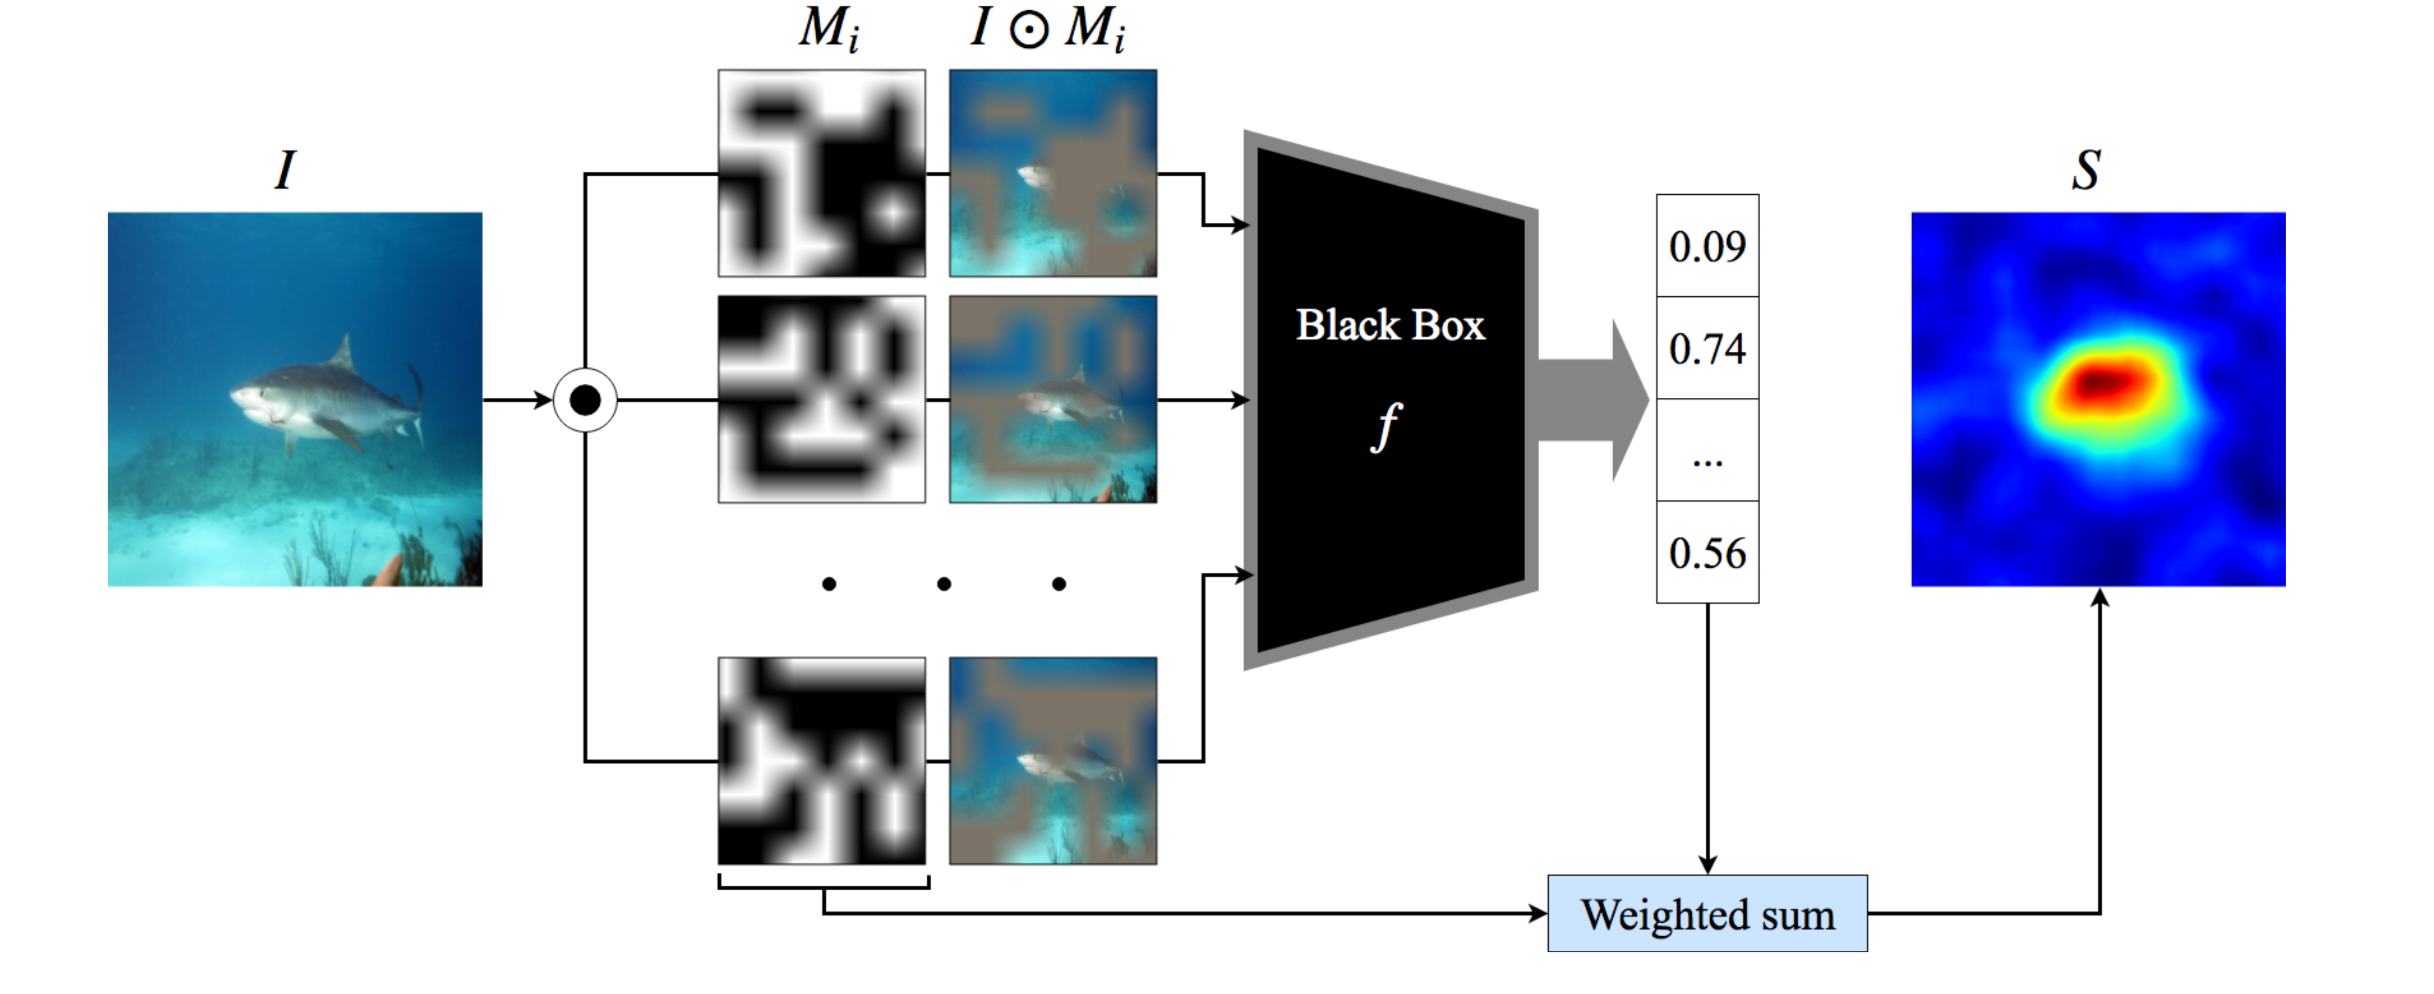 I
M_i
I ⊙ M_i
Black Box
f
0.09
0.74
...
0.56
S
Weighted sum